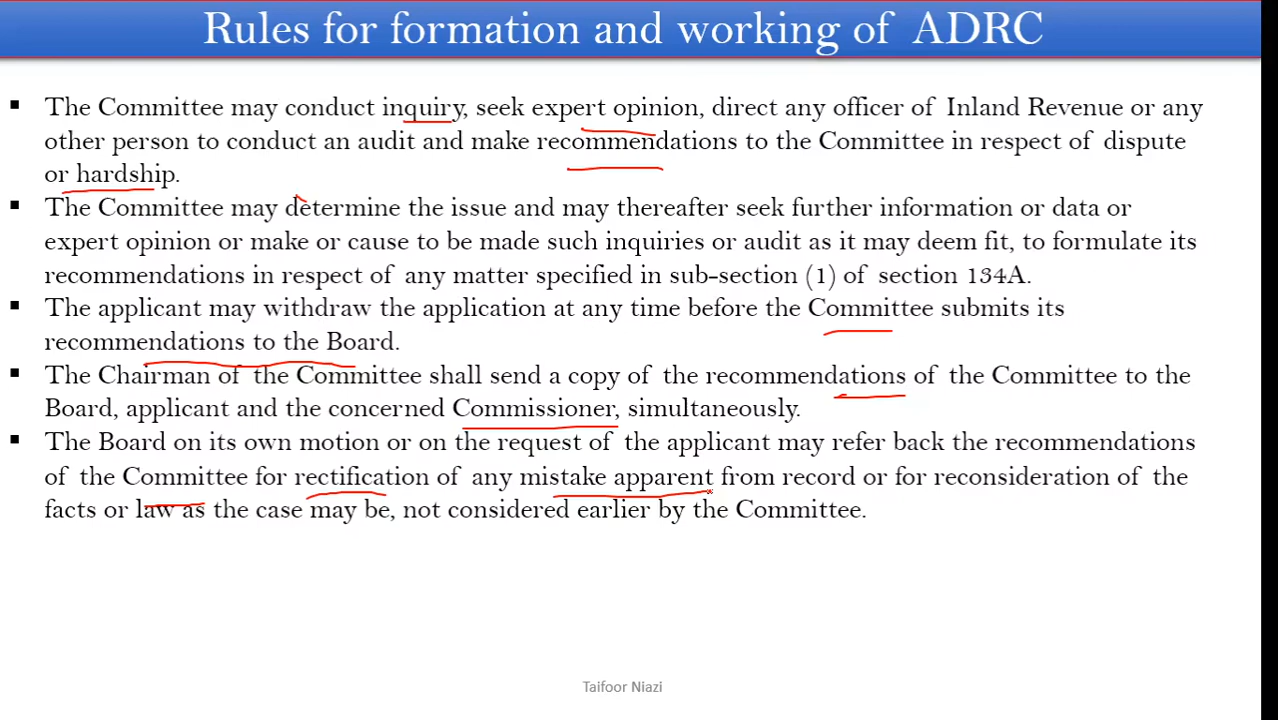 Rules for formation and working of ADRC
▪ The Committee may conduct inquiry, seek expert opinion, direct any officer of Inland Revenue or any
other person to conduct an audit and make recommendations to the Committee in respect of dispute
or hardship.
▪ The Committee may determine the issue and may thereafter seek further information or data or
expert opinion or make or cause to be made such inquiries or audit as it may deem fit, to formulate its
recommendations in respect of any matter specified in sub-section (1) of section 134A.
▪ The applicant may withdraw the application at any time before the Committee submits its
recommendations to the Board.
▪ The Chairman of the Committee shall send a copy of the recommendations of the Committee to the
Board, applicant and the concerned Commissioner, simultaneously.
▪ The Board on its own motion or on the request of the applicant may refer back the recommendations
of the Committee for rectification of any mistake apparent from record or for reconsideration of the
facts or law as the case may be, not considered earlier by the Committee.
Taifoor Niazi